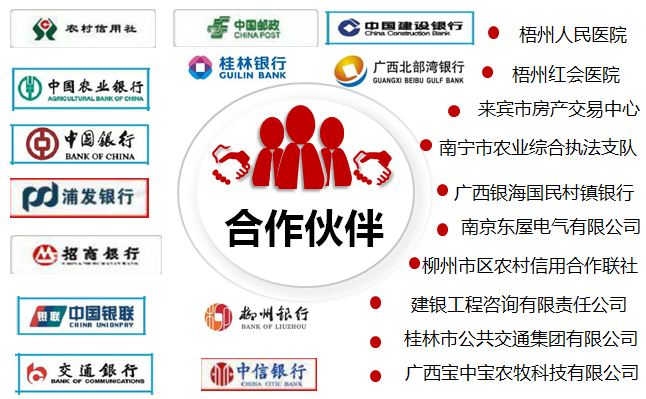 农村信用社
中国邮政
CHINA POST
中国建设银行
China Construction Bank
梧州人民医院
桂林银行
GUILIN BANK
广西北部湾银行
GUANGXI BEIBU GULF BANK
梧州红会医院
中国农业银行
AGRICULTURAL BANK OF CHINA
来宾市房产交易中心
中国银行
BANK OF CHINA
南宁市农业综合执法支队
浦发银行
广西银海国民村镇银行
合作伙伴
南京东屋电气有限公司
招商银行
柳州市区农村信用合作联社
银联
中国银联
CHINA UNIONPAY
柳州银行
BANK OF LIUZHOU
建银工程咨询有限责任公司
桂林市公共交通集团有限公司
交通银行
BANK OF COMMUNICATIONS
中信银行
CHINA CITIC BANK
广西宝中宝农牧科技有限公司